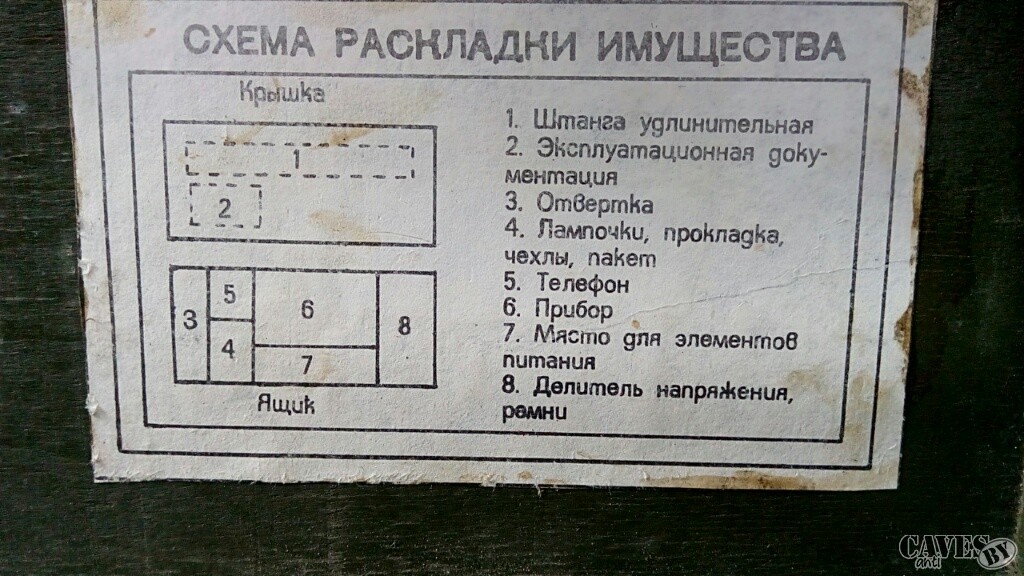 СХЕМА РАСКЛАДКИ ИМУЩЕСТВА
Крышка
1
2
3
5
4
6
7
8
Ящик
1. Штанга удлинительная
2. Эксплуатационная доку-
ментация
3. Отвертка
4. Лампочки, прокладка,
чехлы, пакет
5. Телефон
6. Прибор
7. Място для элементов
питания
8. Делитель напряжения,
ремни
CAVES
anti
BY